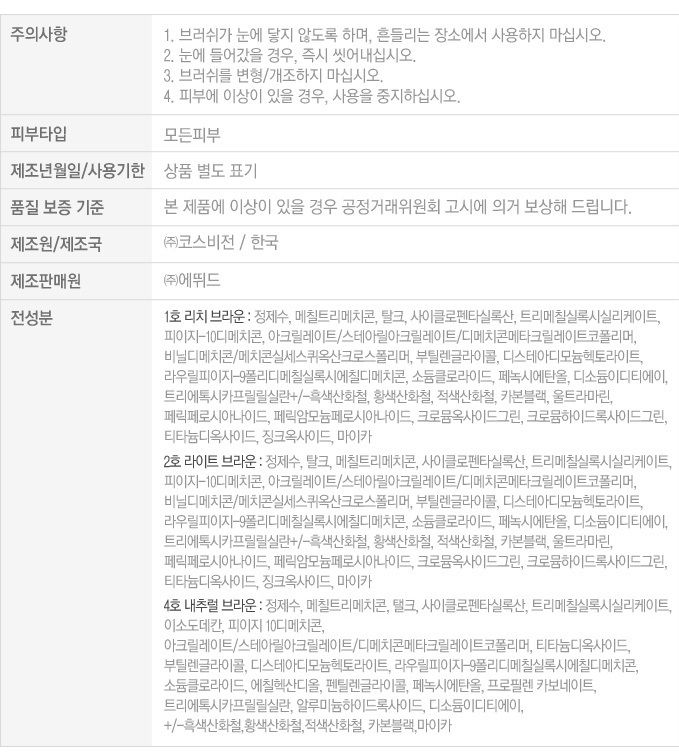 주의사항
1. 브러쉬가 눈에 닿지 않도록 하며, 흔들리는 장소에서 사용하지 마십시오.
2. 눈에 들어갔을 경우, 즉시 씻어내십시오.
3. 브러쉬를 변형/개조하지 마십시오.
4. 피부에 이상이 있을 경우, 사용을 중지하십시오.
피부타입
모든피부
제조년월일/사용기한
상품 별도 표기
품질 보증 기준
본 제품에 이상이 있을 경우 공정거래위원회 고시에 의거 보상해 드립니다.
제조원/제조국
㈜코스비전 / 한국
제조판매원
㈜에뛰드
전성분
1호 리치 브라운 : 정제수, 메칠트리메치콘, 탈크, 사이클로펜타실록산, 트리메칠실록시실리케이트,
피이지-10디메치콘, 아크릴레이트/스테아릴아크릴레이트/디메치콘메타크릴레이트코폴리머,
비닐디메치콘/메치콘실세스퀴옥산크로스폴리머, 부틸렌글라이콜, 디스테아디모늄헥토라이트,
라우릴피이지-9폴리디메칠실록시에칠디메치콘, 소듐클로라이드, 페녹시에탄올, 디소듐이디티에이,
트리에톡시카프릴릴실란+/-흑색산화철, 황색산화철, 적색산화철, 카본블랙, 울트라마린,
페릭페로시아나이드, 페릭암모늄페로시아나이드, 크로뮴옥사이드그린, 크로뮴하이드록사이드그린,
티타늄디옥사이드, 징크옥사이드, 마이카
2호 라이트 브라운 : 정제수, 탈크, 메칠트리메치콘, 사이클로펜타실록산, 트리메칠실록시실리케이트,
피이지-10디메치콘, 아크릴레이트/스테아릴아크릴레이트/디메치콘메타크릴레이트코폴리머,
비닐디메치콘/메치콘실세스퀴옥산크로스폴리머, 부틸렌글라이콜, 디스테아디모늄헥토라이트,
라우릴피이지-9폴리디메칠실록시에칠디메치콘, 소듐클로라이드, 페녹시에탄올, 디소듐이디티에이,
트리에톡시카프릴릴실란+/-흑색산화철, 황색산화철, 적색산화철, 카본블랙, 울트라마린,
페릭페로시아나이드, 페릭암모늄페로시아나이드, 크로뮴옥사이드그린, 크로뮴하이드록사이드그린,
티타늄디옥사이드, 징크옥사이드, 마이카
4호 내추럴 브라운 : 정제수, 메칠트리메치콘, 탤크, 사이클로펜타실록산, 트리메칠실록시실리케이트,
이소도데칸, 피이지 10디메치콘,
아크릴레이트/스테아릴아크릴레이트/디메치콘메타크릴레이트코폴리머, 티타늄디옥사이드,
부틸렌글라이콜, 디스테아디모늄헥토라이트, 라우릴피이지-9폴리디메칠실록시에칠디메치콘,
소듐클로라이드, 에칠헥산디올, 펜틸렌글라이콜, 페녹시에탄올, 프로필렌 카보네이트,
트리에톡시카프릴릴실란, 알루미늄하이드록사이드, 디소듐이디티에이,
+/-흑색산화철,황색산화철,적색산화철, 카본블랙,마이카